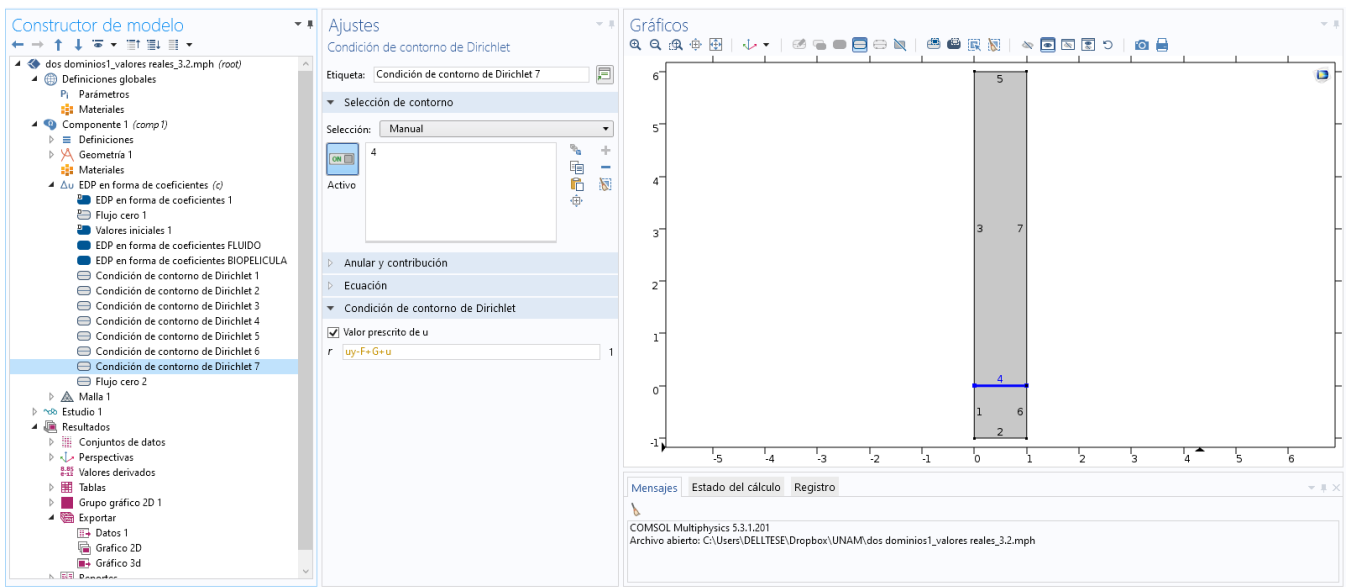 Constructor de modelo
dos dominios1_valores reales_3.2.mph (root)
Definiciones globales
Pi Parámetros
Materiales
Componente 1 (comp1)
Definiciones
Geometría 1
Materiales
Δu EDP en forma de coeficientes (c)
EDP en forma de coeficientes 1
Flujo cero 1
Valores iniciales 1
EDP en forma de coeficientes FLUIDO
EDP en forma de coeficientes BIOPELICULA
Condición de contorno de Dirichlet 1
Condición de contorno de Dirichlet 2
Condición de contorno de Dirichlet 3
Condición de contorno de Dirichlet 4
Condición de contorno de Dirichlet 5
Condición de contorno de Dirichlet 6
Condición de contorno de Dirichlet 7
Flujo cero 2
Malla 1
Estudio 1
Resultados
Conjuntos de datos
Perspectivas
8.85
e-12 Valores derivados
Tablas
Grupo gráfico 2D 1
Exportar
Datos 1
Grafico 2D
Gráfico 3d
Reportes
Ajustes
Condición de contorno de Dirichlet
Etiqueta: Condición de contorno de Dirichlet 7
Selección de contorno
Selección: Manual
ON
4
Activo
Anular y contribución
Ecuación
Condición de contorno de Dirichlet
Valor prescrito de u
r uy-F+G+u 1
Gráficos
6
5
4
3
2
1
0
-1
5
3 7
4
1 6
2
-5 -4 -3 -2 -1 0 1 2 3 4 5 6
Mensajes Estado del cálculo Registro
COMSOL Multiphysics 5.3.1.201
Archivo abierto: C:\Users\DELLTESE\Dropbox\UNAM\dos dominios1_valores reales_3.2.mph